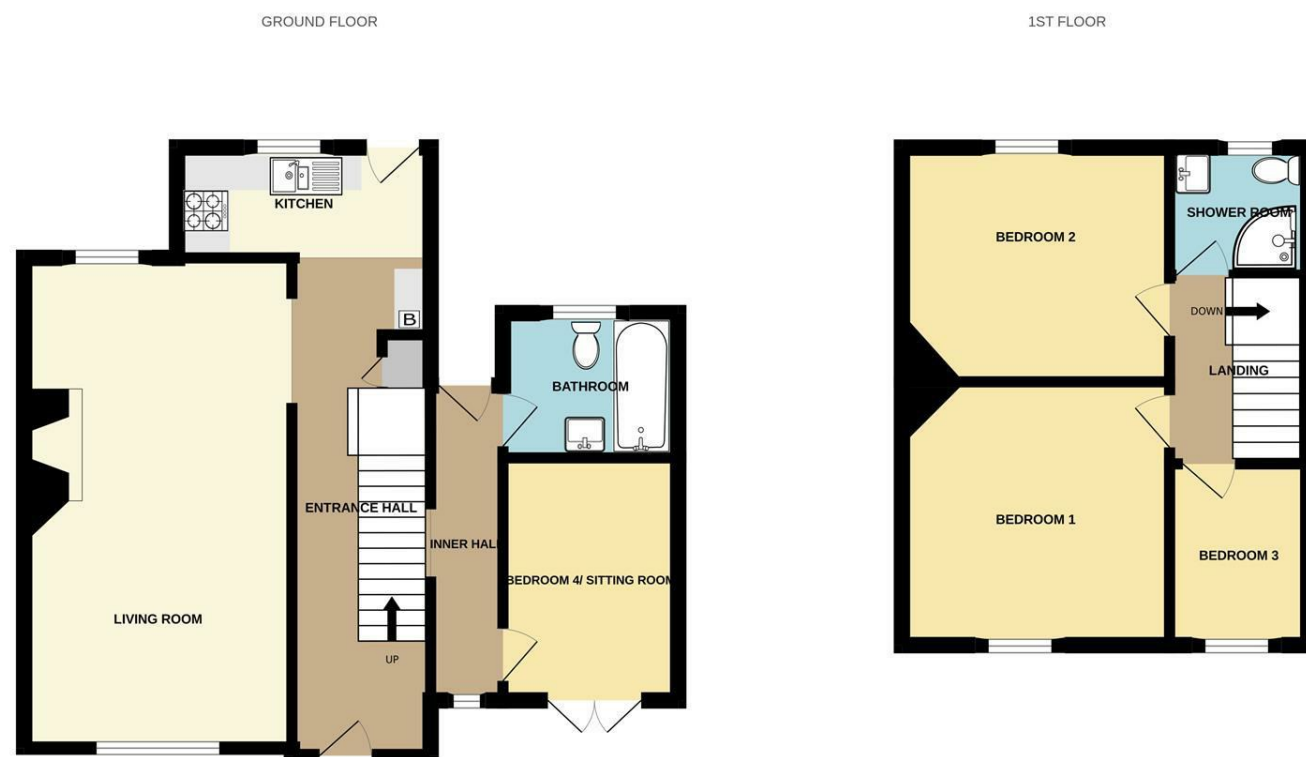 GROUND FLOOR
KITCHEN
B
BATHROOM
ENTRANCE HALL
INNER HALL
BEDROOM 4/ SITTING ROOM
LIVING ROOM
UP
1ST FLOOR
SHOWER ROOM
BEDROOM 2
DOWN
LANDING
BEDROOM 1
BEDROOM 3